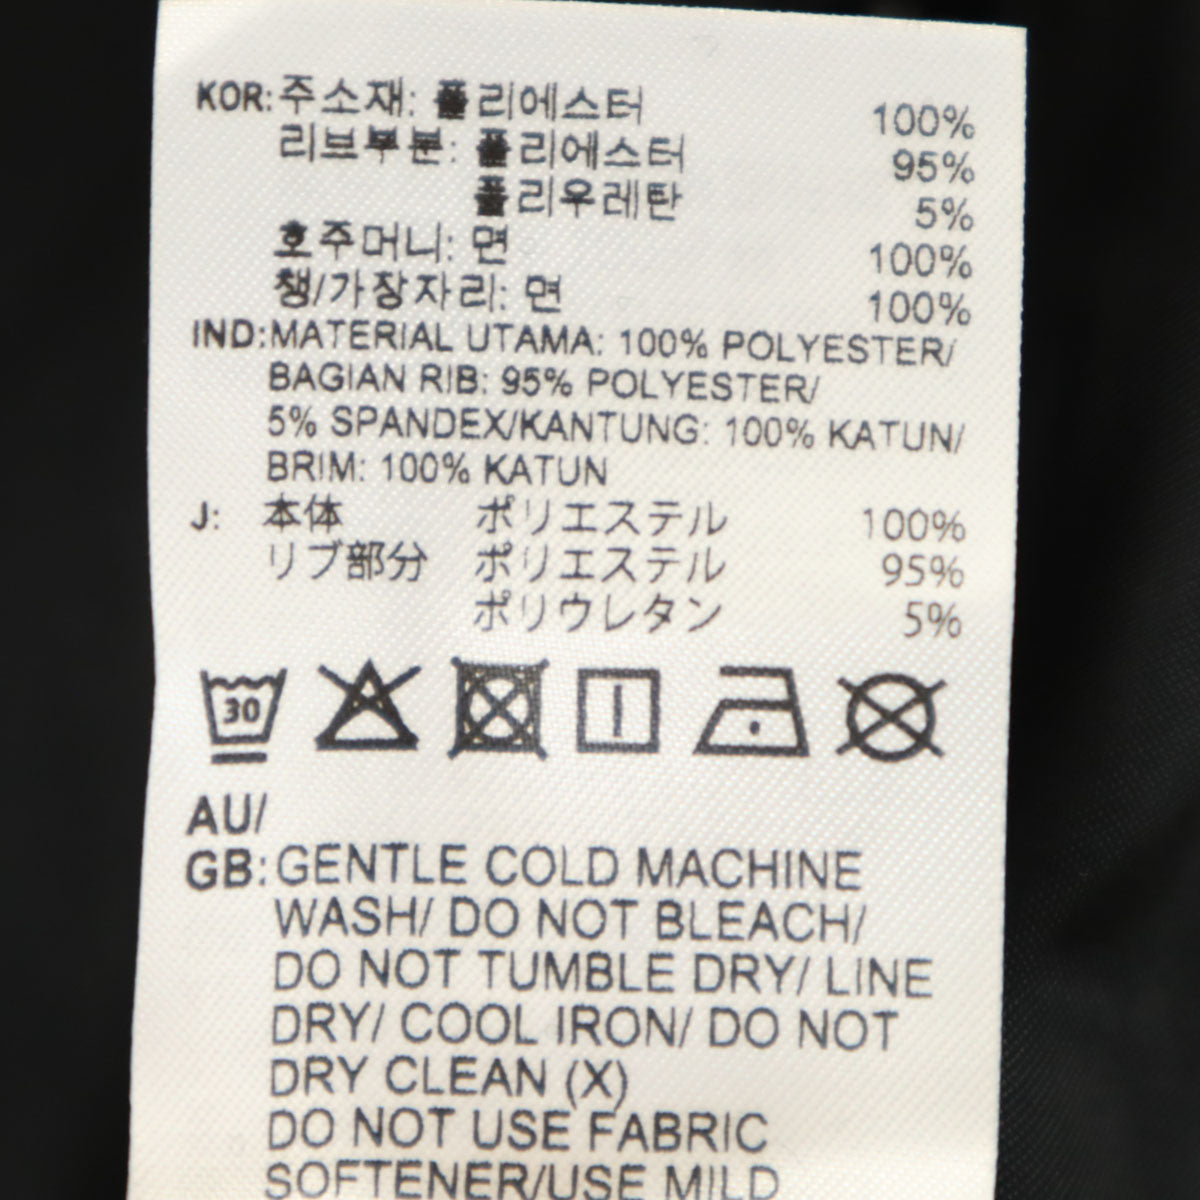 KOR: 주소재: 폴리에스터 100%
리브부분: 폴리에스터 95%
폴리우레탄 5%
호주머니: 면 100%
챙/가장자리: 면 100%
IND: MATERIAL UTAMA: 100% POLYESTER/
BAGIAN RIB: 95% POLYESTER/
5% SPANDEX/KANTUNG: 100% KATUN/
BRIM: 100% KATUN
J: 本体 ポリエステル 100%
リブ部分 ポリエステル 95%
ポリウレタン 5%
30
AU/
GB: GENTLE COLD MACHINE
WASH/ DO NOT BLEACH/
DO NOT TUMBLE DRY/ LINE
DRY/ COOL IRON/ DO NOT
DRY CLEAN (X)
DO NOT USE FABRIC
SOFTENER/USE MILD